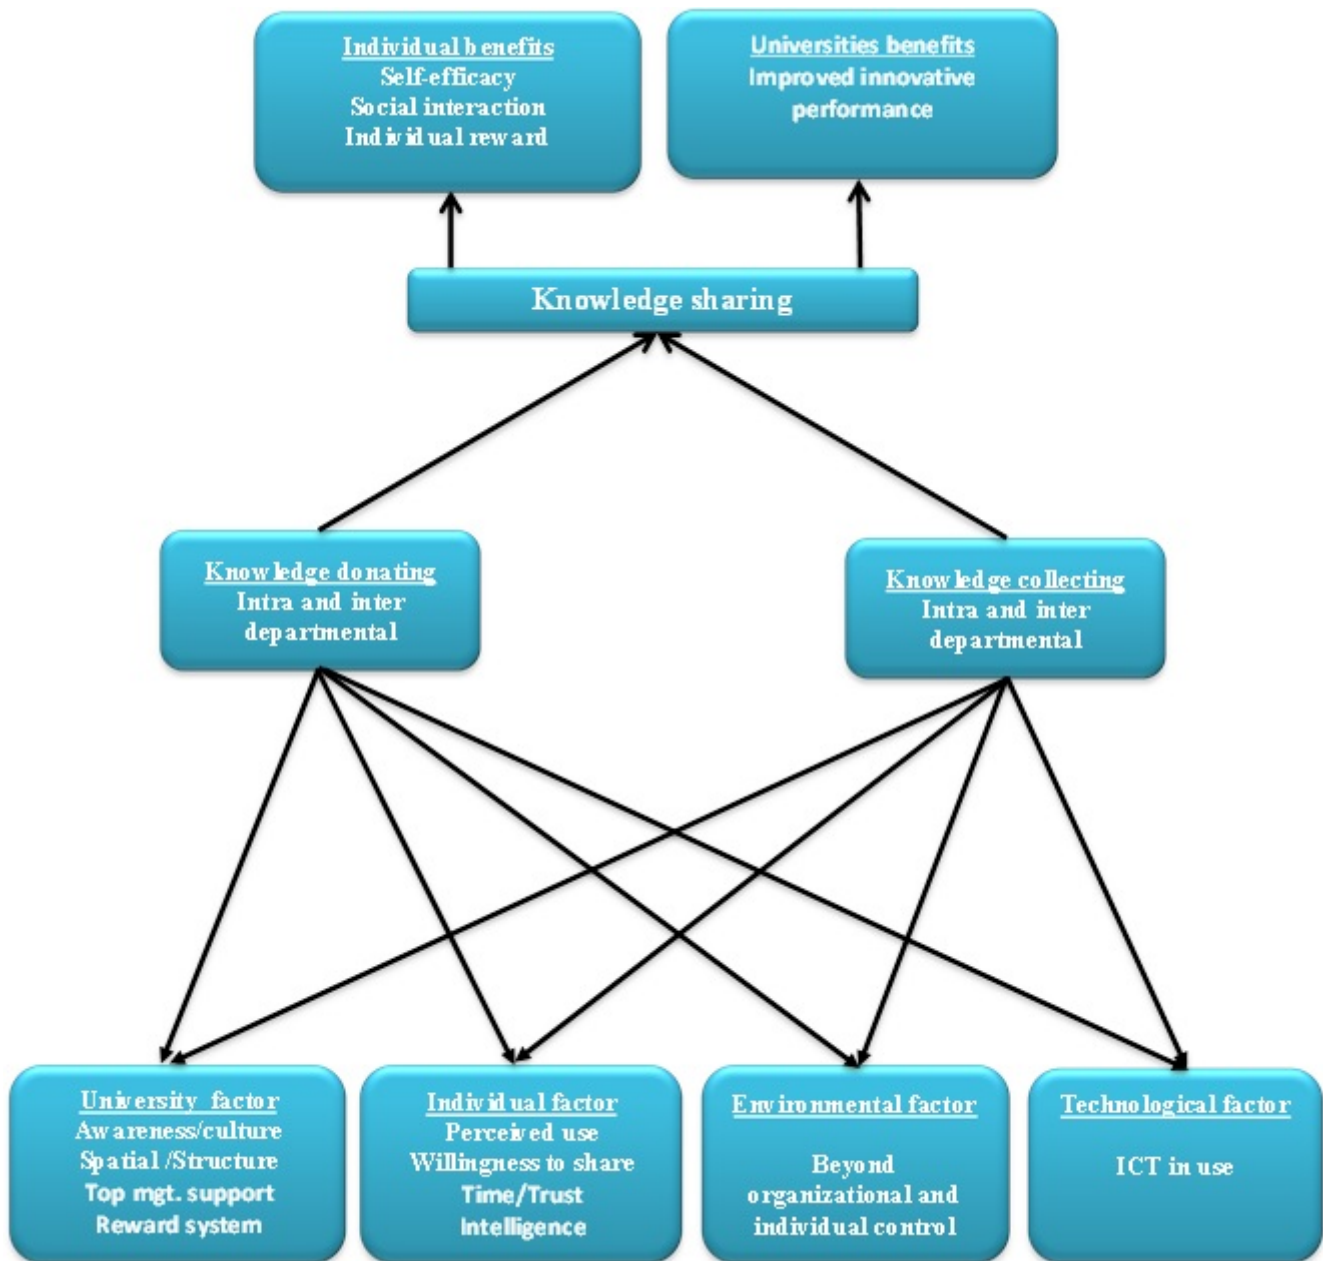 Individual benefits
Self-efficacy
Social interaction
Individual reward
Universities benefits
Improved innovative
performance
Knowledge sharing
Knowledge donating
Intra and inter
departmental
Knowledge collecting
Intra and inter
departmental
University factor
Awareness/culture
Spatial /Structure
Top mgt. support
Reward system
Individual factor
Perceived use
Willingness to share
Time/Trust
Intelligence
Environmental factor
Beyond
organizational and
individual control
Technological factor
ICT in use